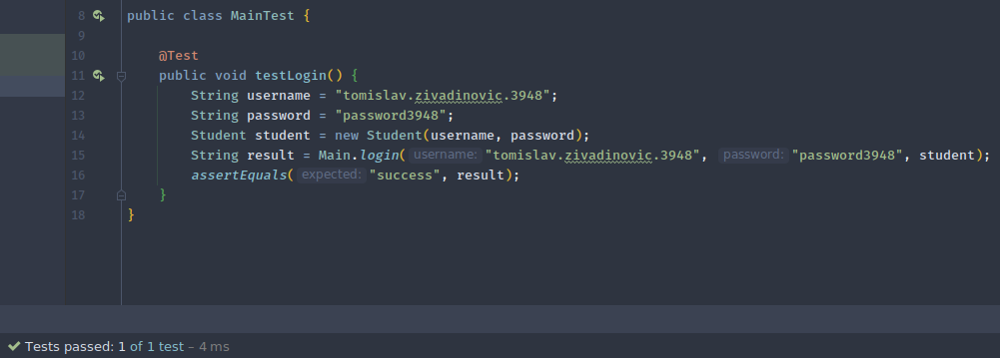 8 public class MainTest {
9
10 @Test
11 public void testLogin() {
12 String username = "tomislav.zivadinovic.3948";
13 String password = "password3948";
14 Student student = new Student(username, password);
15 String result = Main.login( username: "tomislav.zivadinovic.3948", password: "password3948", student);
16 assertEquals( expected: "success", result);
17 }
18 }
Tests passed: 1 of 1 test – 4 ms